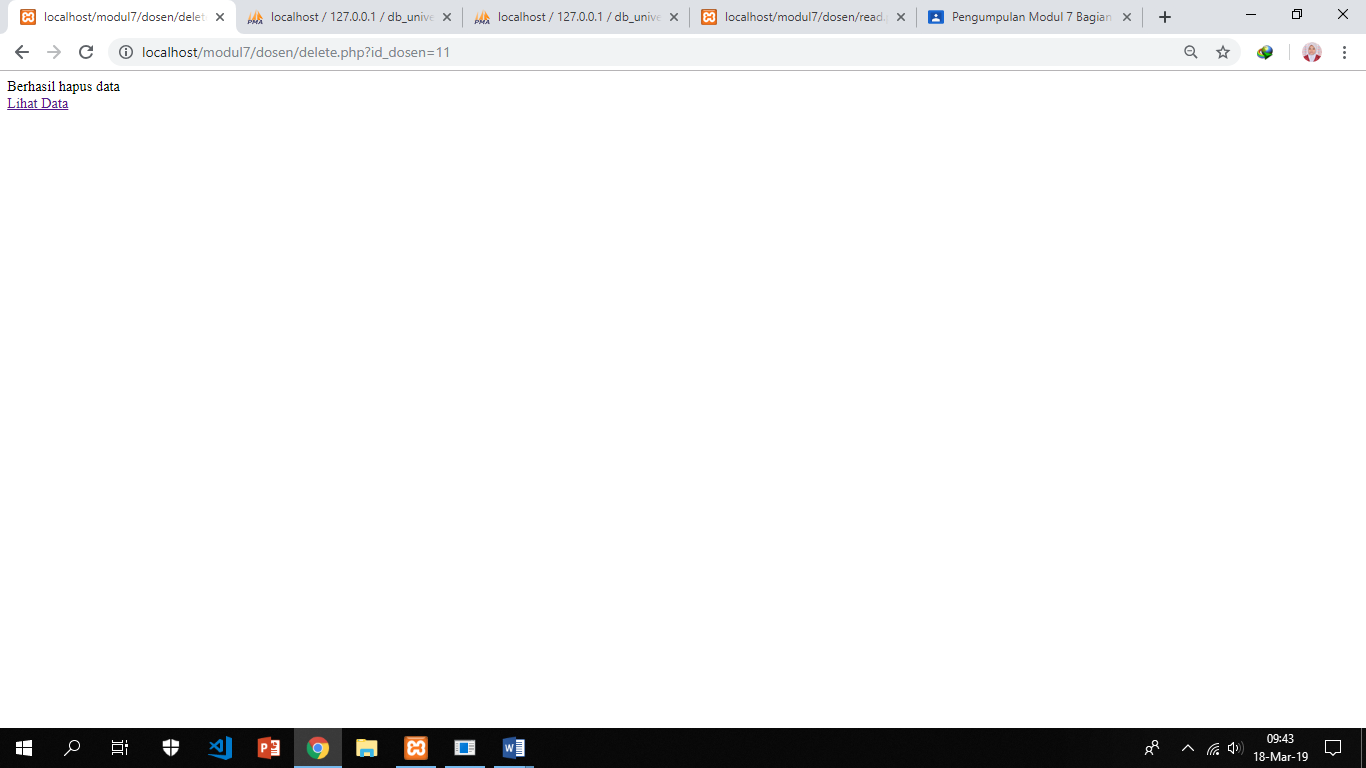 localhost/modul7/dosen/delet
localhost / 127.0.0.1 / db_unive
localhost / 127.0.0.1 / db_unive
localhost/modul7/dosen/read.p
Pengumpulan Modul 7 Bagian
localhost/modul7/dosen/delete.php?id_dosen=11
Berhasil hapus data
Lihat Data
09:43
18-Mar-19